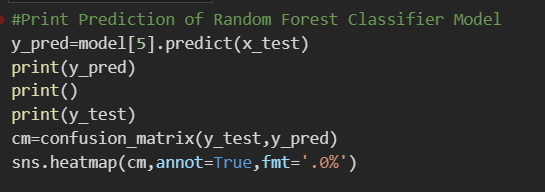 #Print Prediction of Random Forest Classifier Model
y_pred=model[5].predict(x_test)
print(y_pred)
print()
print(y_test)
cm=confusion_matrix(y_test,y_pred)
sns.heatmap(cm,annot=True,fmt='.0%')